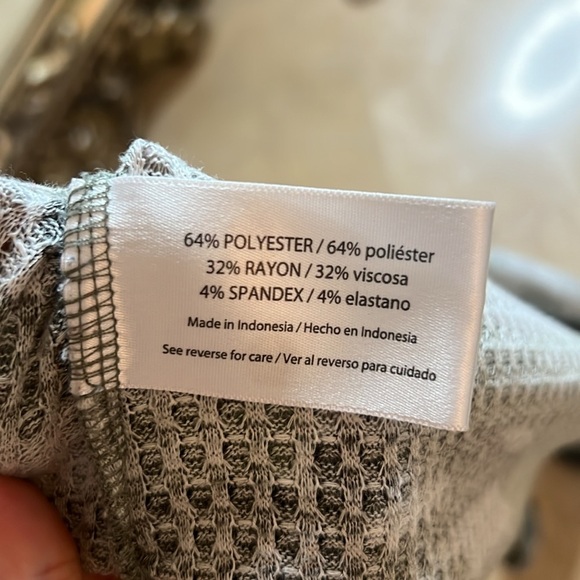 64% POLYESTER / 64% poliéster
32% RAYON / 32% viscosa
4% SPANDEX / 4% elastano
Made in Indonesia / Hecho en Indonesia
See reverse for care / Ver al reverso para cuidado